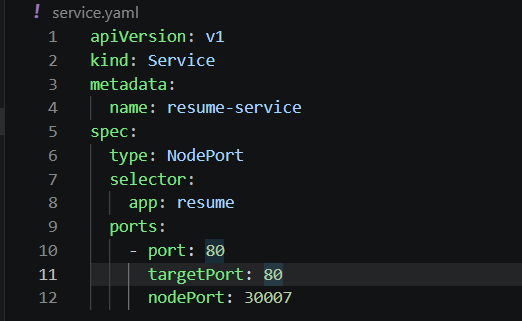 ! service.yaml
1 apiVersion: v1
2 kind: Service
3 metadata:
4   name: resume-service
5 spec:
6   type: NodePort
7   selector:
8     app: resume
9   ports:
10     - port: 80
11       targetPort: 80
12       nodePort: 30007